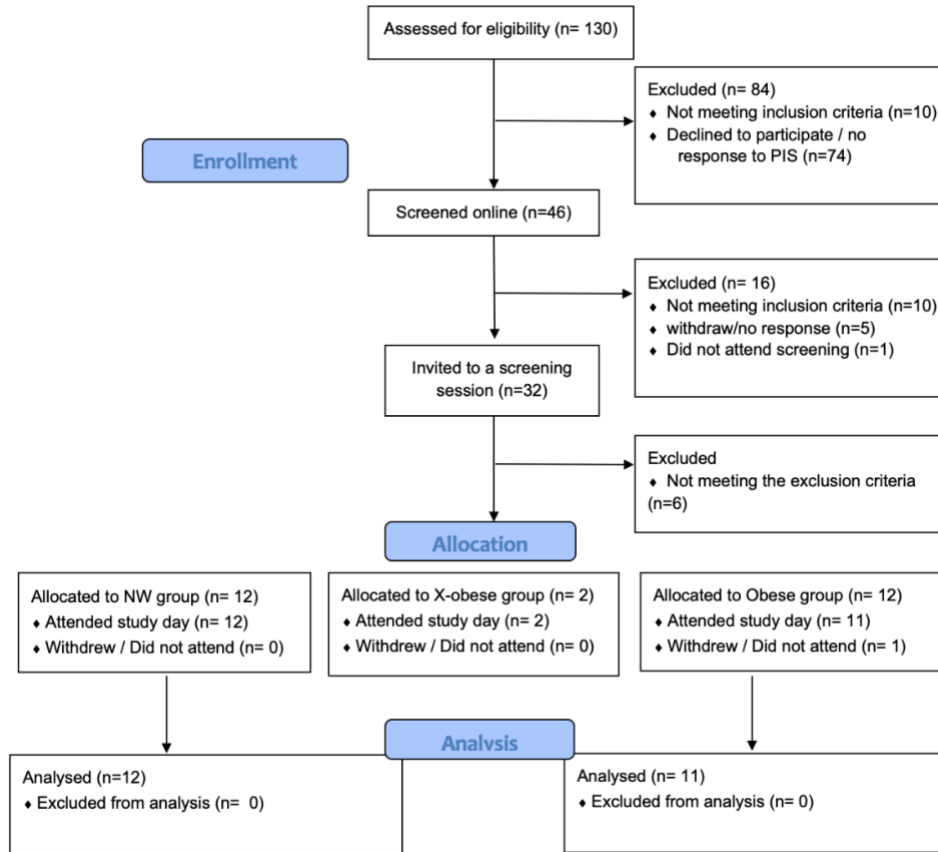 Assessed for eligibility (n= 130)
Excluded (n= 84)
♦ Not meeting inclusion criteria (n=10)
♦ Declined to participate / no
response to PIS (n=74)
Enrollment
Screened online (n=46)
Excluded (n= 16)
♦ Not meeting inclusion criteria (n=10)
♦ withdraw/no response (n=5)
♦ Did not attend screening (n=1)
Invited to a screening
session (n=32)
Excluded
♦ Not meeting the exclusion criteria
(n=6)
Allocation
Allocated to NW group (n= 12)
♦ Attended study day (n= 12)
♦ Withdrew / Did not attend (n= 0)
Allocated to X-obese group (n= 2)
♦ Attended study day (n= 2)
♦ Withdrew / Did not attend (n= 0)
Allocated to Obese group (n= 12)
♦ Attended study day (n= 11)
♦ Withdrew / Did not attend (n= 1)
Analysis
Analysed (n=12)
♦ Excluded from analysis (n=  0)
Analysed (n= 11)
♦ Excluded from analysis (n= 0)